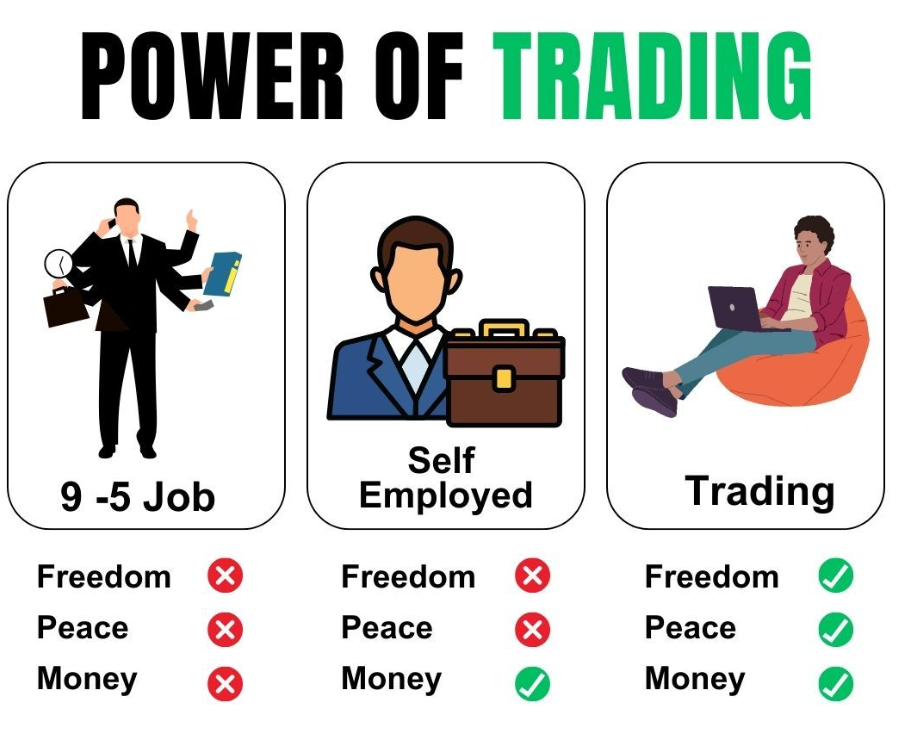 POWER OF TRADING
9 -5 Job
Self
Employed
Trading
Freedom
Peace
Money
Freedom
Peace
Money
Freedom
Peace
Money